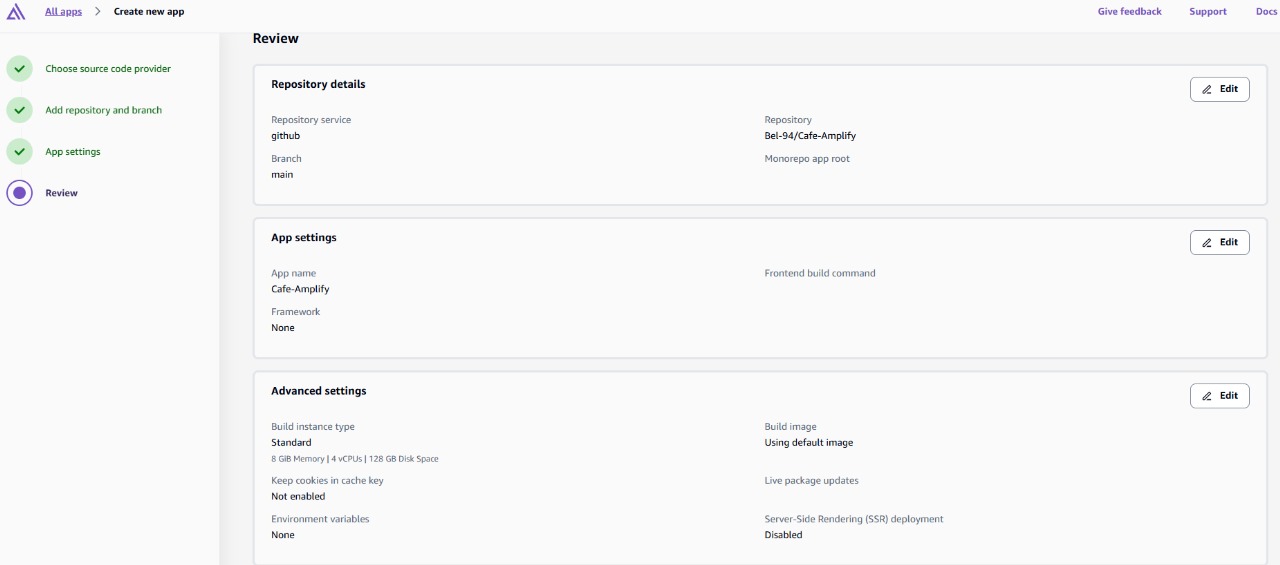 All apps > Create new app
Give feedback Support Docs
Choose source code provider
Add repository and branch
App settings
Review
Review
Repository details
Edit
Repository service
github
Repository
Bel-94/Cafe-Amplify
Branch
main
Monorepo app root
App settings
Edit
App name
Cafe-Amplify
Frontend build command
Framework
None
Advanced settings
Edit
Build instance type
Standard
8 GiB Memory | 4 vCPUs | 128 GB Disk Space
Build image
Using default image
Keep cookies in cache key
Not enabled
Live package updates
Environment variables
None
Server-Side Rendering (SSR) deployment
Disabled